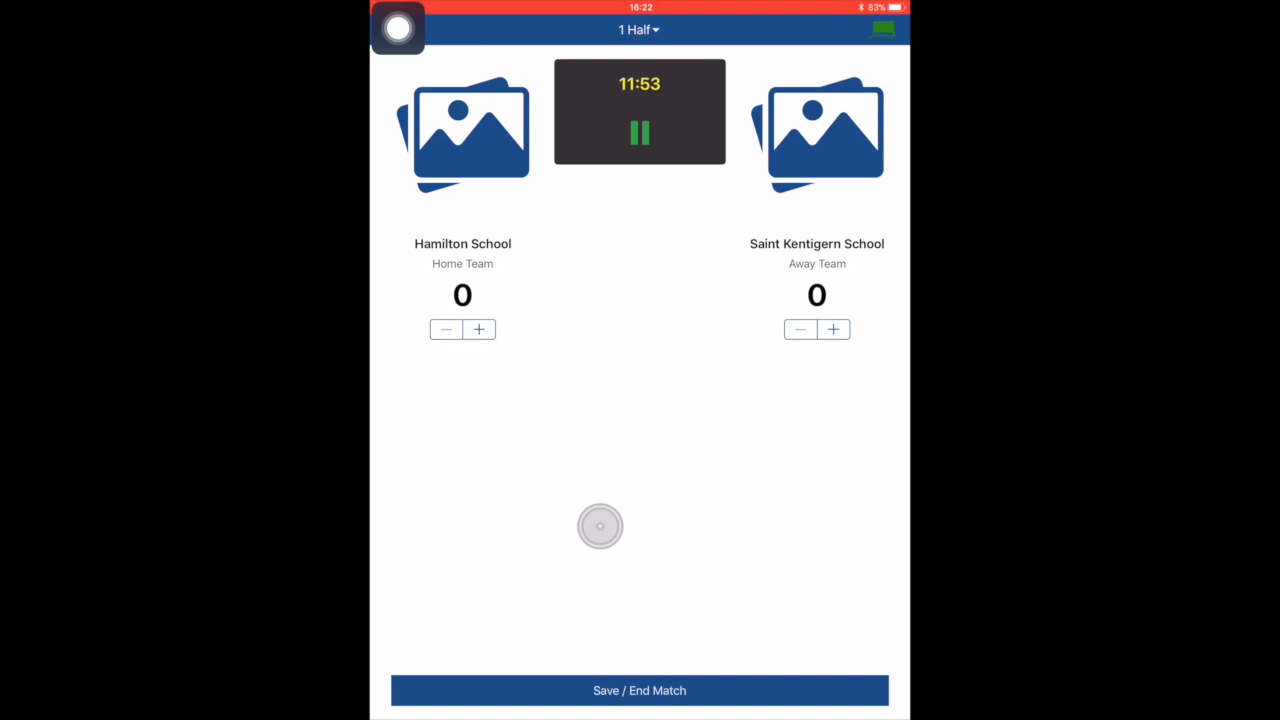 16:22
83%
1 Half
11:53
Hamilton School
Home Team
0
Saint Kentigern School
Away Team
0
Save / End Match